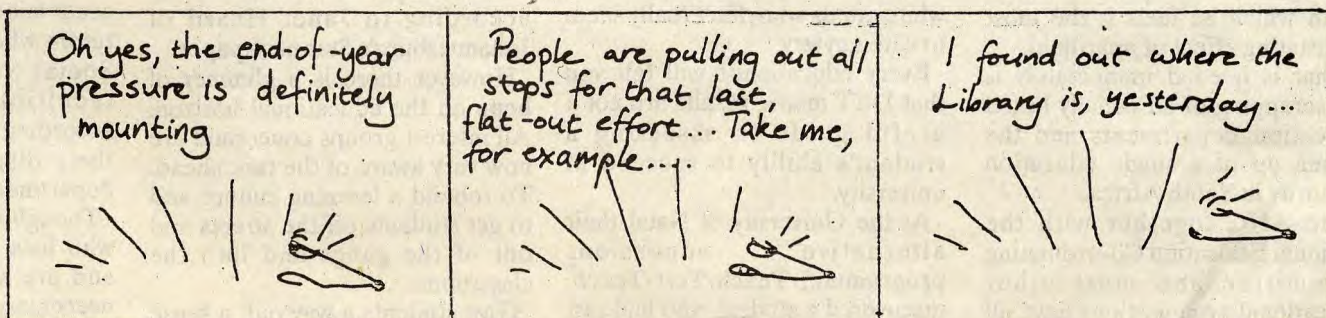 Oh yes, the end-of-year
pressure is definitely
mounting
People are pulling out all
stops for that last,
flat-out effort... Take me,
for example...
I found out where the
Library is, yesterday...